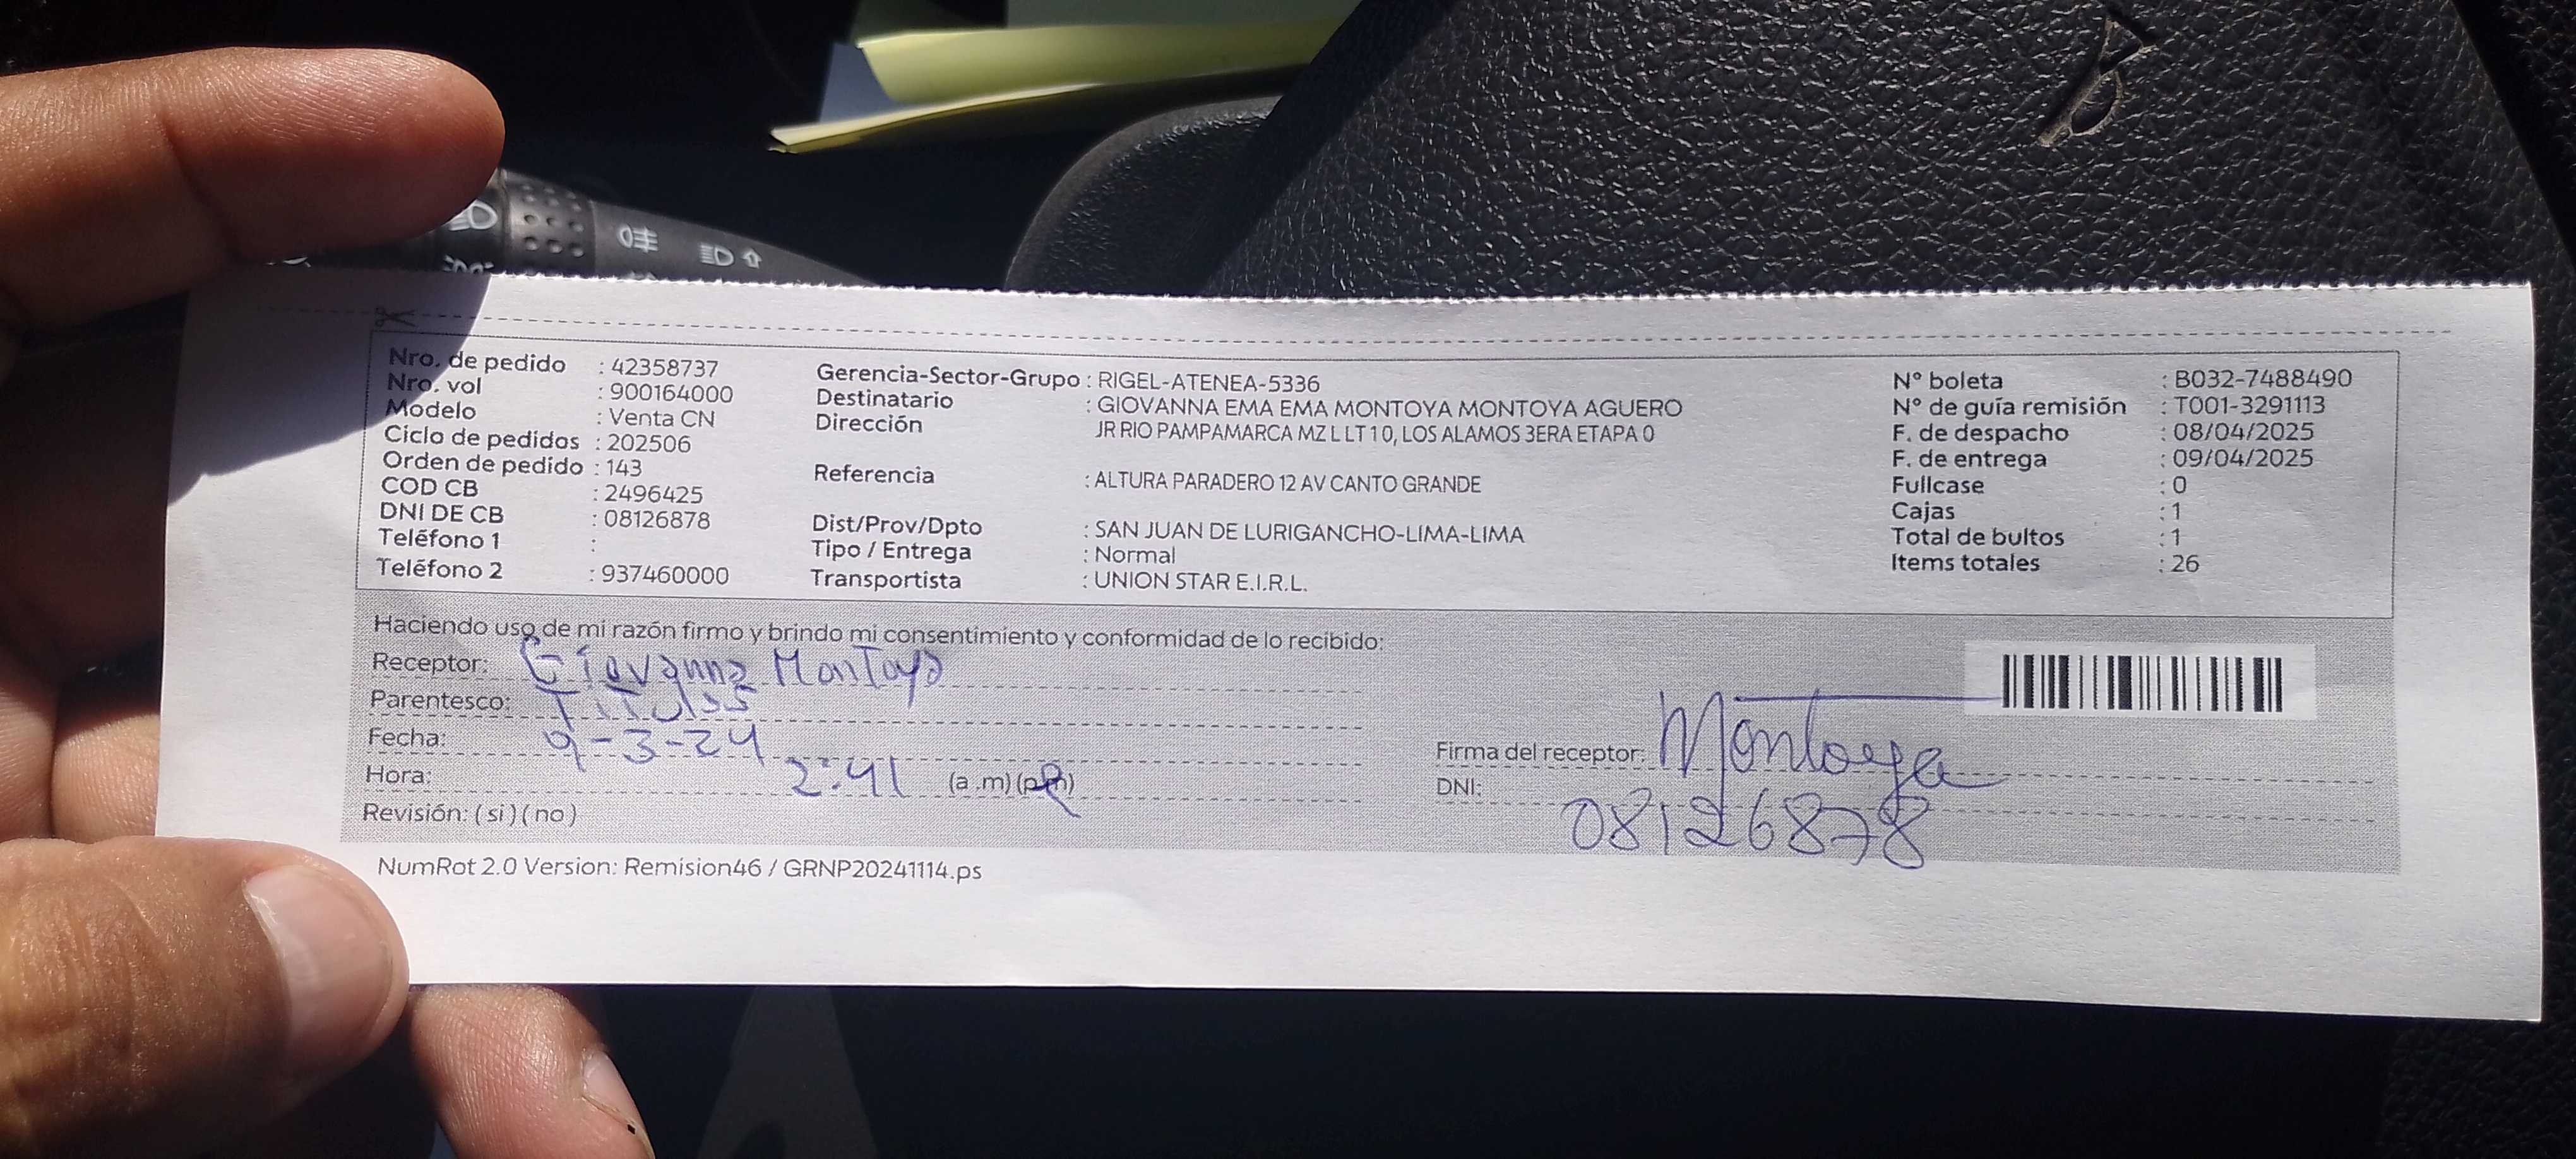 Nro. de pedido : 42358737
Nro. vol : 900164000
Modelo : Venta CN
Ciclo de pedidos : 202506
Orden de pedido : 143
COD CB : 2496425
DNI DE CB : 08126878
Teléfono 1 :
Teléfono 2 : 937460000
Gerencia-Sector-Grupo : RIGEL-ATENEA-5336
Destinatario : GIOVANNA EMA EMA MONTOYA MONTOYA AGUERO
Dirección JR RIO PAMPAMARCA MZ L LT 10, LOS ALAMOS 3ERA ETAPA 0
Referencia : ALTURA PARADERO 12 AV CANTO GRANDE
Dist/Prov/Dpto : SAN JUAN DE LURIGANCHO-LIMA-LIMA
Tipo / Entrega : Normal
Transportista : UNION STAR E.I.R.L.
N° boleta : B032-7488490
N° de guía remisión : T001-3291113
F. de despacho : 08/04/2025
F. de entrega : 09/04/2025
Fullcase : 0
Cajas : 1
Total de bultos : 1
Items totales : 26
Haciendo uso de mi razón firmo y brindo mi consentimiento y conformidad de lo recibido:
Receptor: Giovanna Montoya
Parentesco:
Fecha: 9-3-24
Hora: 2:41 (a .m) (p.m)
Revisión: ( si ) ( no )
Firma del receptor: Montoya
DNI: 08126878
NumRot 2.0 Version: Remision46 / GRNP20241114.ps